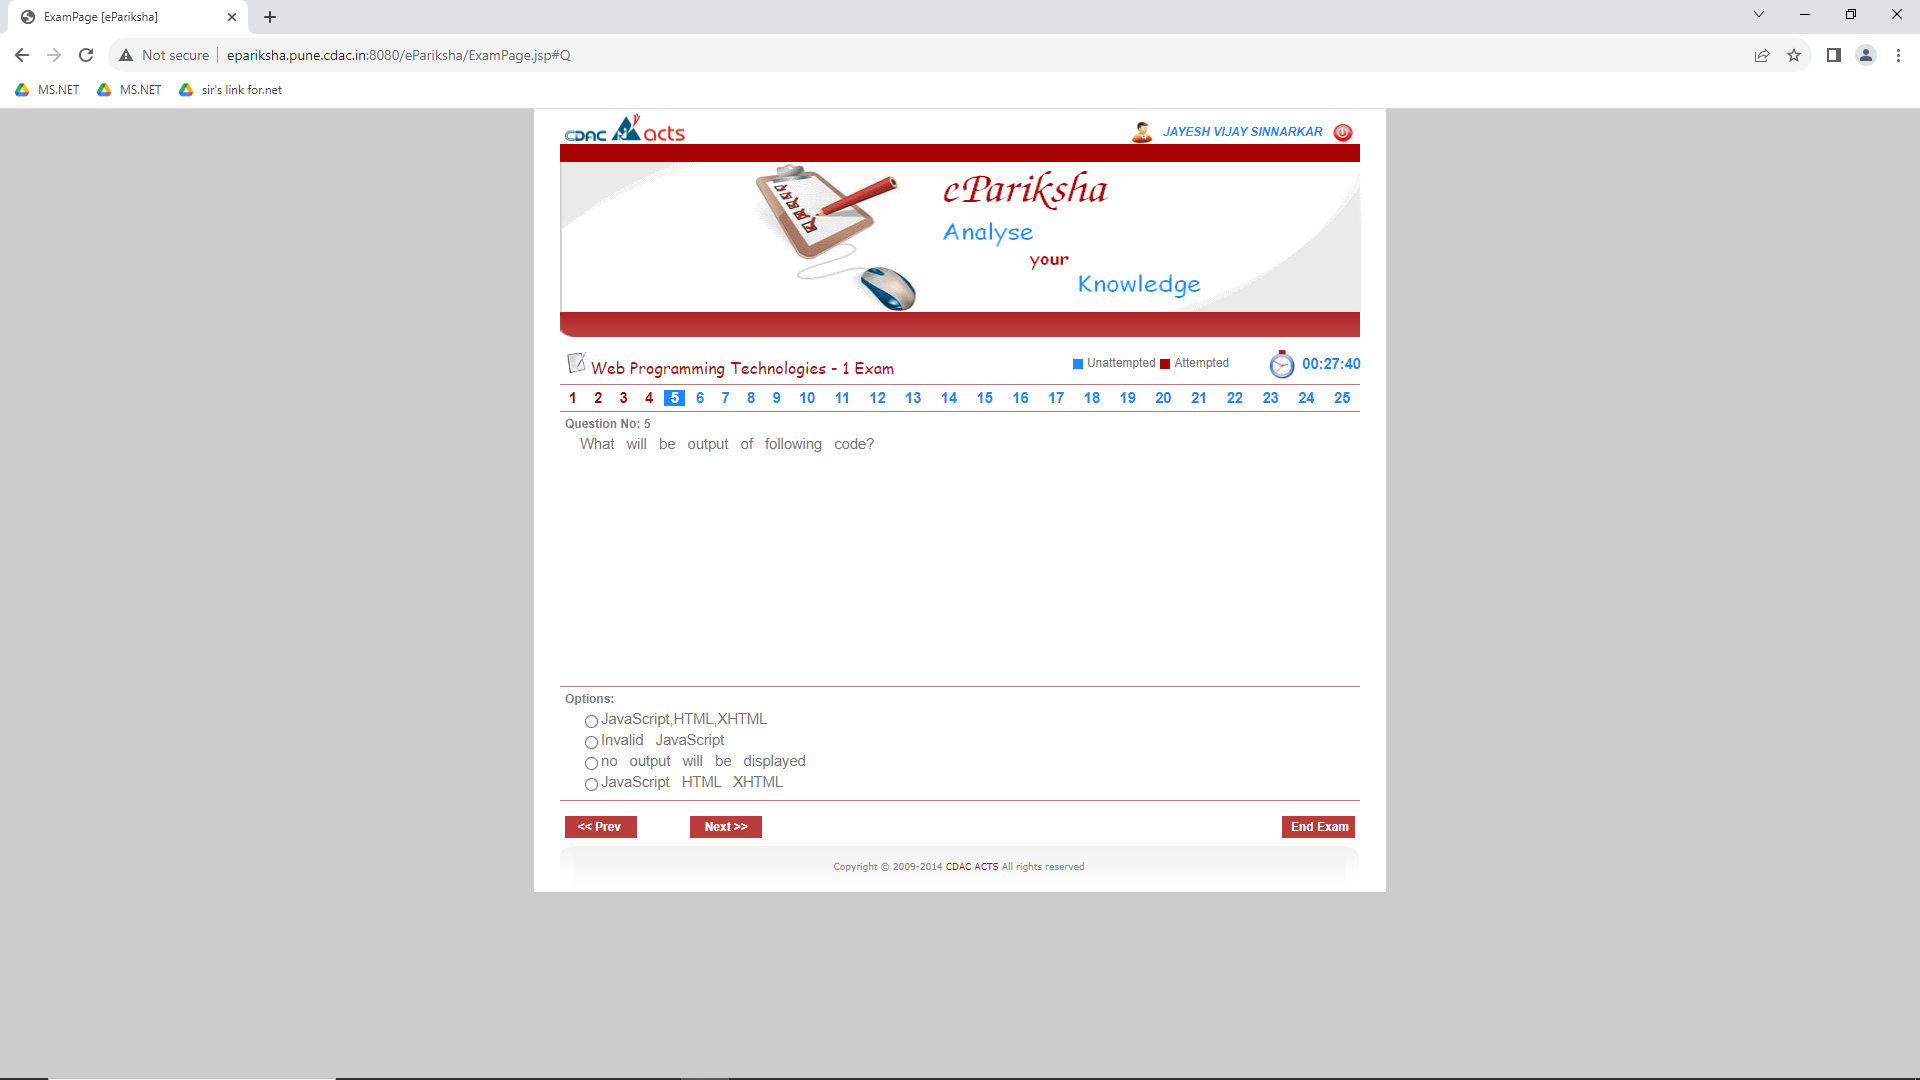 ExamPage [ePariksha]
Not secure
epariksha.pune.cdac.in:8080/ePariksha/ExamPage.jsp#Q
MS.NET
MS.NET
sir's link for.net
CDAC acts
JAYESH VIJAY SINNARKAR
ePariksha
Analyse
your
Knowledge
Web Programming Technologies - 1 Exam
Unattempted
Attempted
00:27:40
1 2 3 4 5 6 7 8 9 10 11 12 13 14 15 16 17 18 19 20 21 22 23 24 25
Question No: 5
What will be output of following code?
Options:
JavaScript,HTML,XHTML
Invalid JavaScript
no output will be displayed
JavaScript HTML XHTML
<< Prev
Next >>
End Exam
Copyright © 2009-2014 CDAC ACTS All rights reserved